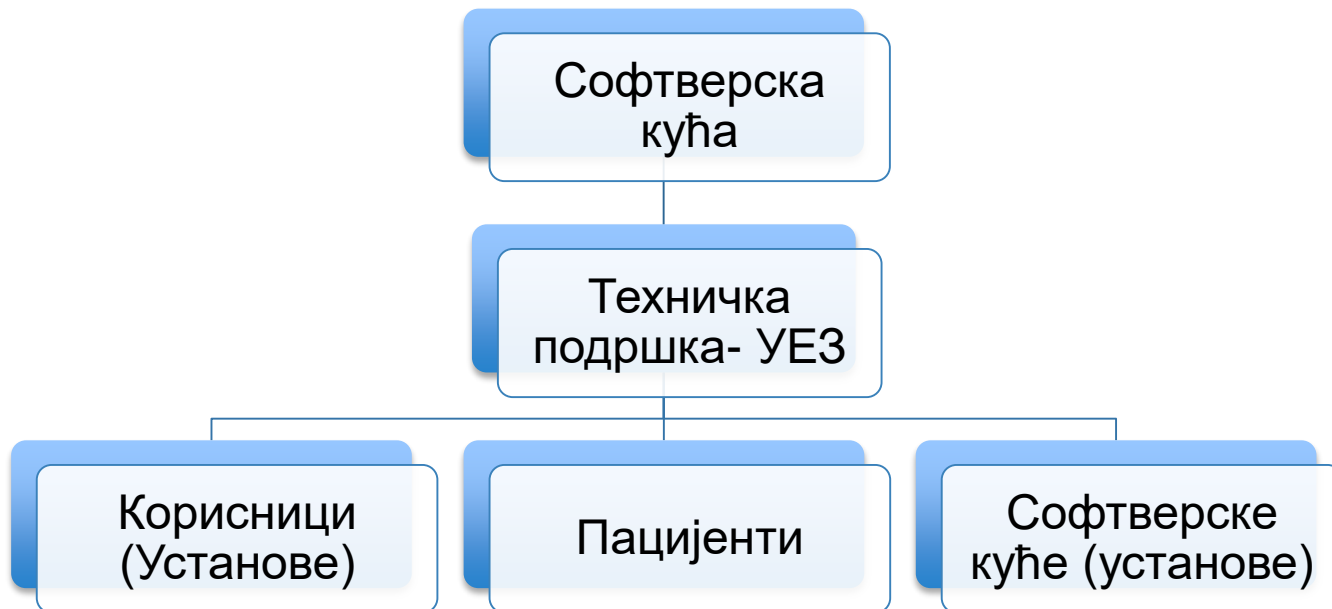 Софтверска
кућа
Техничка
подршка- УЕЗ
Корисници
(Установе)
Пацијенти
Софтверске
куће (установе)